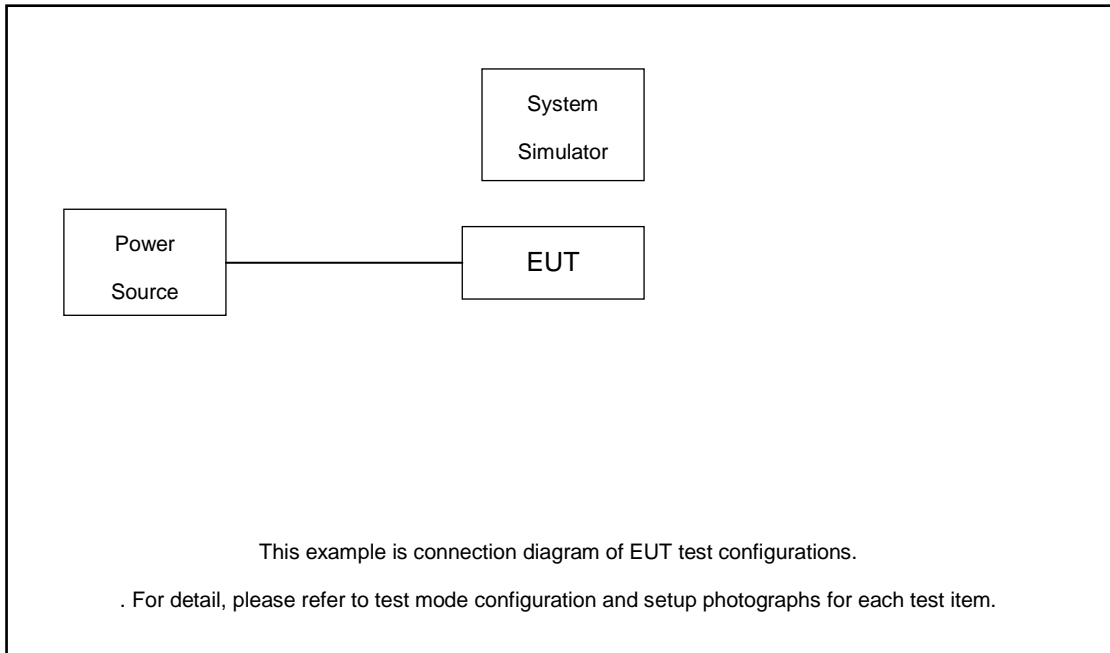 System
Simulator
Power
Source
EUT
This example is connection diagram of EUT test configurations.
. For detail, please refer to test mode configuration and setup photographs for each test item.